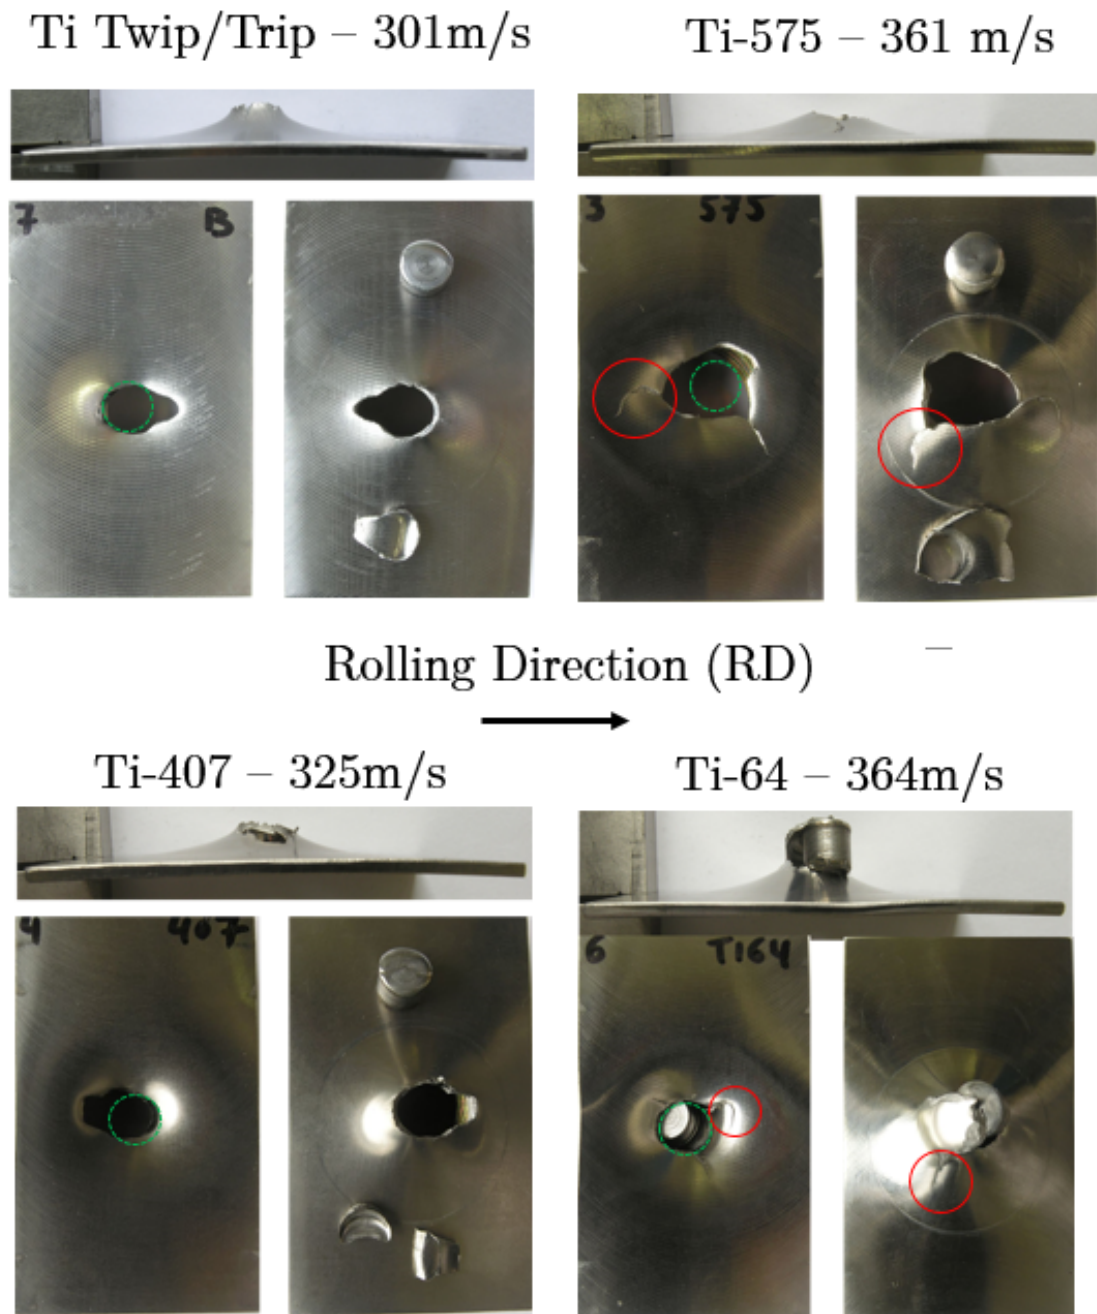 Ti Twip/Trip – 301m/s
Ti-575 – 361 m/s
7 B
3 575
Rolling Direction (RD)
Ti-407 – 325m/s
Ti-64 – 364m/s
4 407
6 Ti64